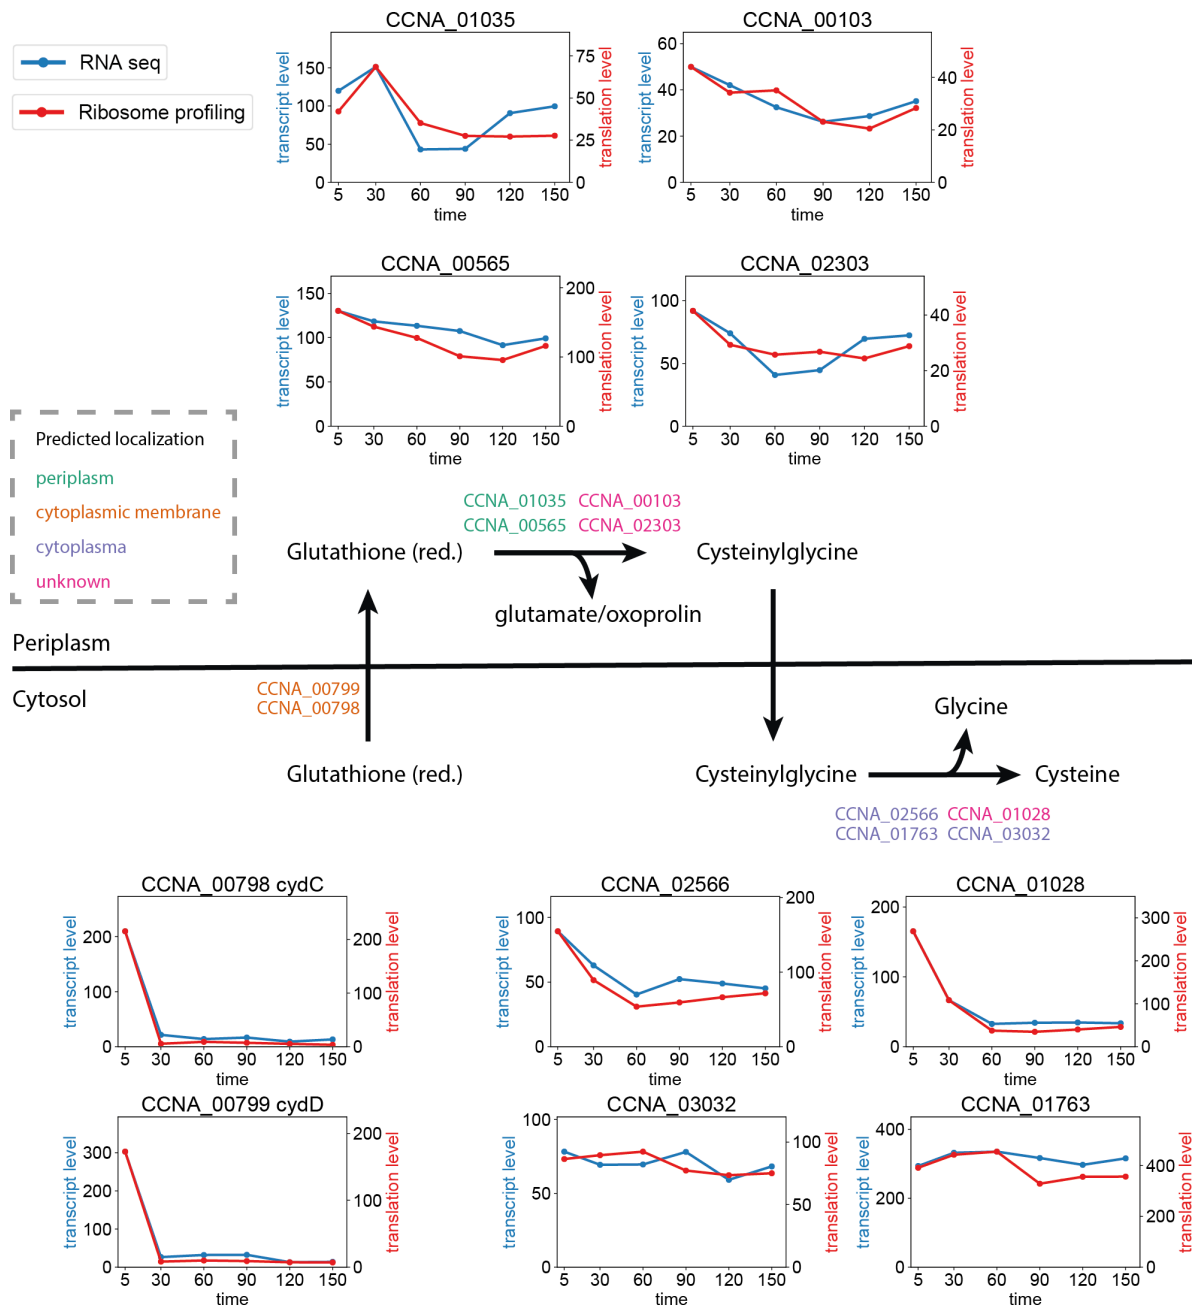 RNA seq
Ribosome profiling
CCNA_01035
transcript level
translation level
150
100
50
0
75
50
25
0
5 30 60 90 120 150
time
CCNA_00103
transcript level
translation level
60
40
20
0
40
20
0
5 30 60 90 120 150
time
CCNA_00565
transcript level
translation level
150
100
50
0
200
100
0
5 30 60 90 120 150
time
CCNA_02303
transcript level
translation level
100
50
0
40
20
0
5 30 60 90 120 150
time
Predicted localization
periplasm
cytoplasmic membrane
cytoplasma
unknown
CCNA_01035 CCNA_00103
CCNA_00565 CCNA_02303
Glutathione (red.)
Cysteinylglycine
glutamate/oxoprolin
Periplasm
Cytosol
CCNA_00799
CCNA_00798
Glycine
Glutathione (red.)
Cysteinylglycine
Cysteine
CCNA_02566 CCNA_01028
CCNA_01763 CCNA_03032
CCNA_00798 cydC
transcript level
translation level
200
100
0
200
100
0
5 30 60 90 120 150
time
CCNA_02566
transcript level
translation level
100
50
0
200
100
0
5 30 60 90 120 150
time
CCNA_01028
transcript level
translation level
200
100
0
300
200
100
0
5 30 60 90 120 150
time
CCNA_00799 cydD
transcript level
translation level
300
200
100
0
200
100
0
5 30 60 90 120 150
time
CCNA_03032
transcript level
translation level
100
50
0
100
50
0
5 30 60 90 120 150
time
CCNA_01763
transcript level
translation level
400
200
0
400
200
0
5 30 60 90 120 150
time